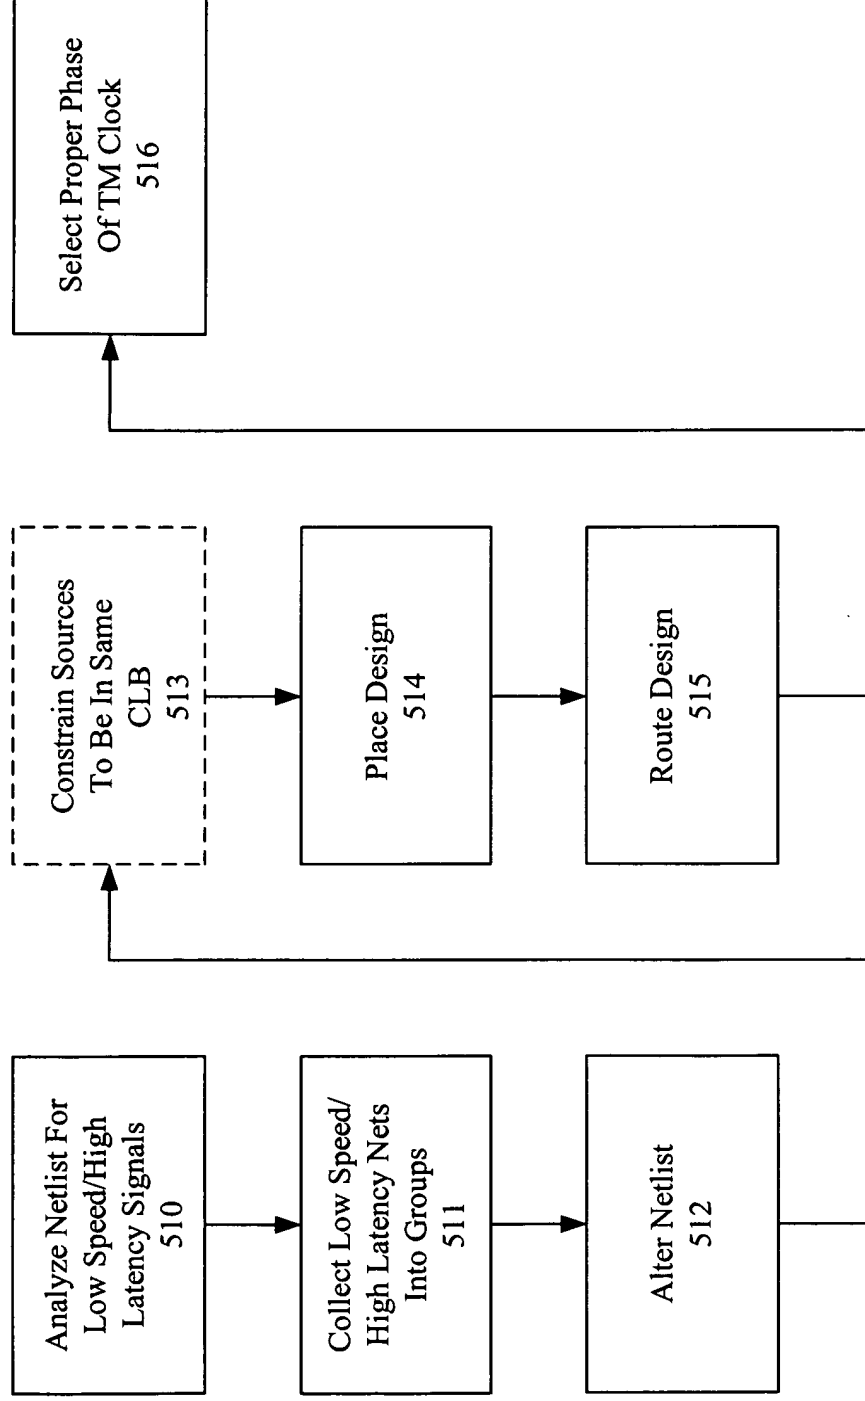 Analyze Netlist For
Low Speed/High
Latency Signals
510
Collect Low Speed/
High Latency Nets
Into Groups
511
Alter Netlist
512
Constrain Sources
To Be In Same
CLB
513
Place Design
514
Route Design
515
Select Proper Phase
Of TM Clock
516